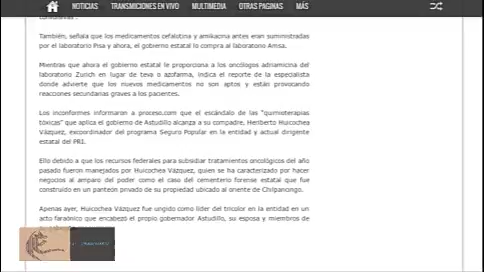 NOTICIAS TRANSMICIONES EN VIVO MULTIMEDIA OTRAS PAGINAS MÁS
También, señala que los medicamentos cefalotina y amikacina antes eran suministradas
por el laboratorio Pisa y ahora, el gobierno estatal lo compra al laboratorio Amsa.
Mientras que ahora el gobierno estatal le proporciona a los oncólogos adriamicina del
laboratorio Zurich en lugar de teva o azofarma, indica el reporte de la especialista
donde advierte que los nuevos medicamentos no son aptos y están provocando
reacciones secundarias graves a los pacientes.
Los inconformes informaron a proceso.com que el escándalo de las "quimioterapias
tóxicas" que aplica el gobierno de Astudillo alcanza a su compadre, Heriberto Huicochea
Vázquez, excoordinador del programa Seguro Popular en la entidad y actual dirigente
estatal del PRI.
Ello debido a que los recursos federales para subsidiar tratamientos oncológicos del año
pasado fueron manejados por Huicochea Vázquez, quien se ha caracterizado por hacer
negocios al amparo del poder como el caso del cementerio forense estatal que fue
construido en un panteón privado de su propiedad ubicado al oriente de Chilpancingo.
Apenas ayer, Huicochea Vázquez fue ungido como líder del tricolor en la entidad en un
acto faraónico que encabezó el propio gobernador Astudillo, su esposa y miembros de